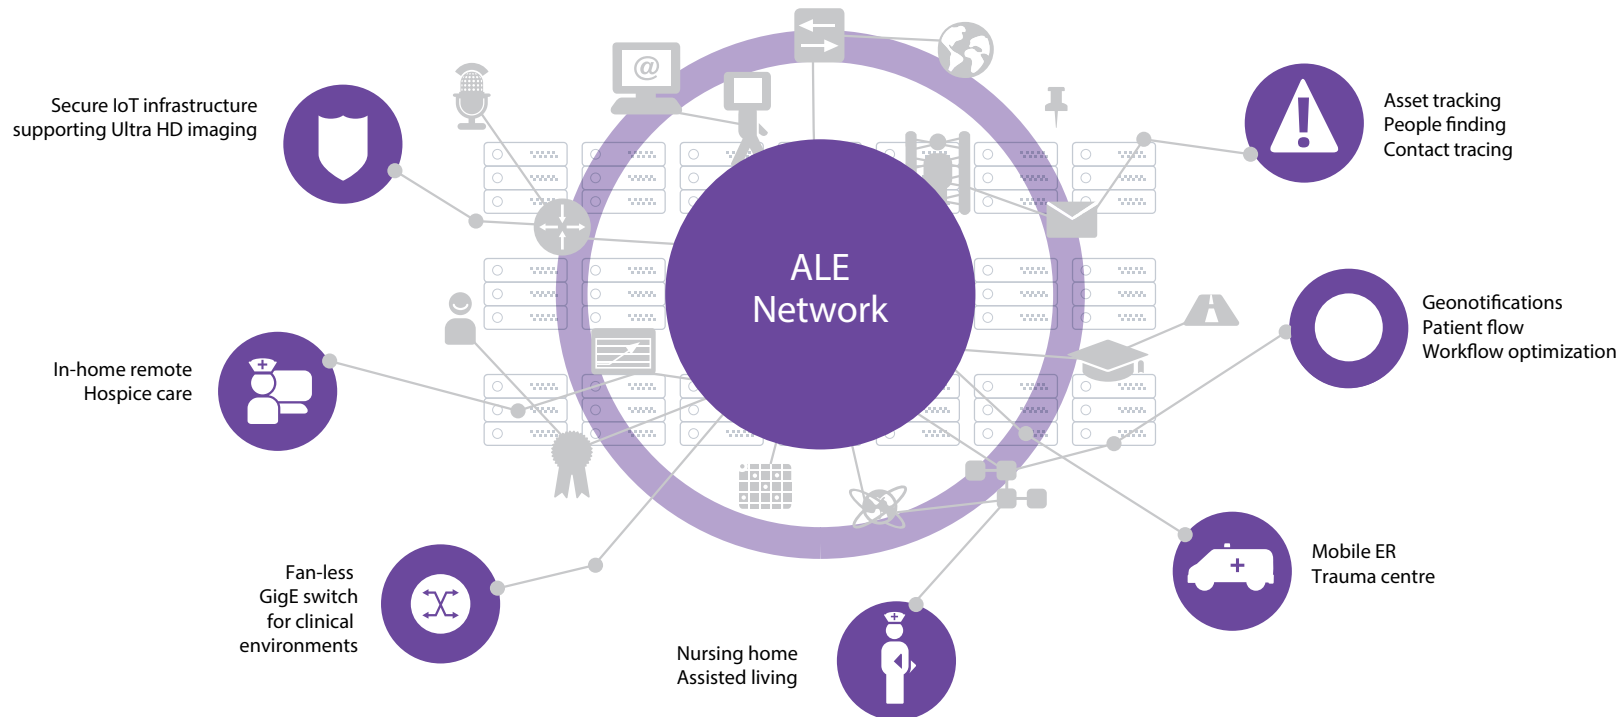 @
Secure IoT infrastructure
supporting Ultra HD imaging
Asset tracking
People finding
Contact tracing
ALE
Network
Geonotifications
Patient flow
Workflow optimization
In-home remote
Hospice care
Mobile ER
Trauma centre
Fan-less
GigE switch
for clinical
environments
Nursing home
Assisted living